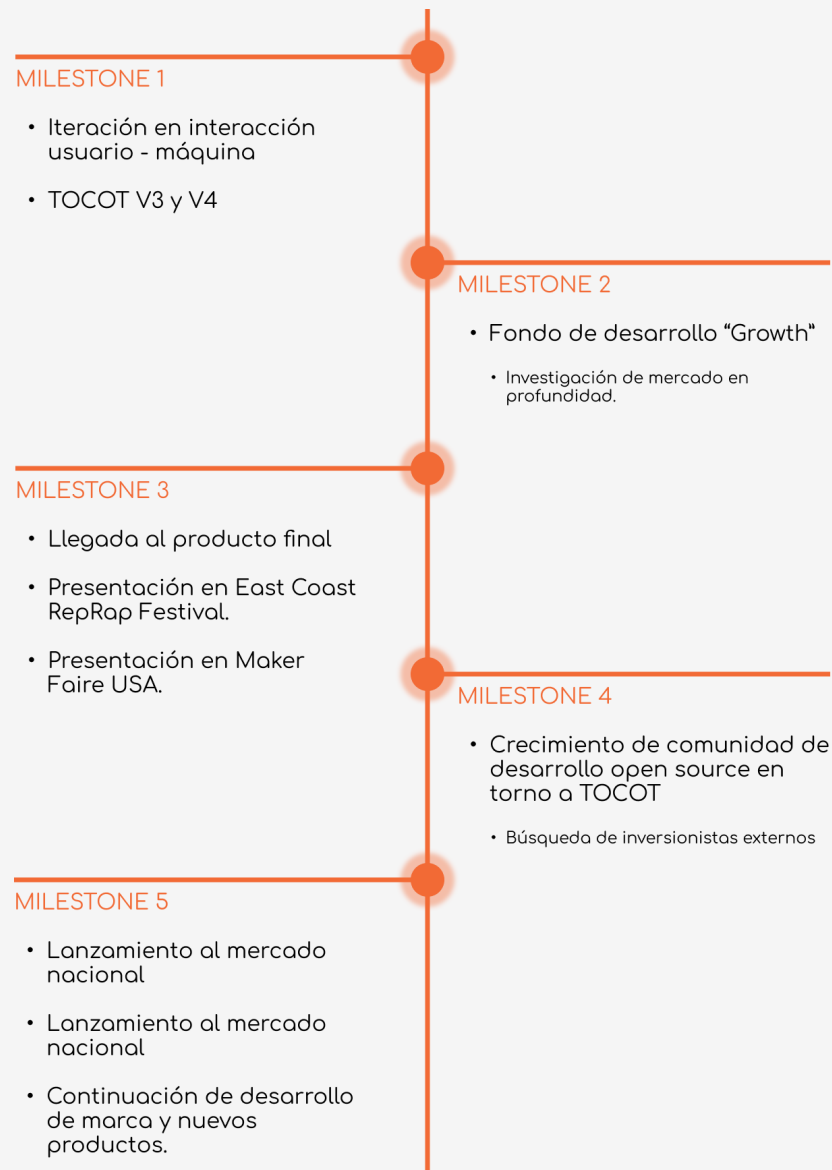 MILESTONE 1
• Iteración en interacción
usuario - máquina
• TOCOT V3 y V4
MILESTONE 2
• Fondo de desarrollo “Growth”
• Investigación de mercado en
profundidad.
MILESTONE 3
• Llegada al producto final
• Presentación en East Coast
RepRap Festival.
• Presentación en Maker
Faire USA.
MILESTONE 4
• Crecimiento de comunidad de
desarrollo open source en
torno a TOCOT
• Búsqueda de inversionistas externos
MILESTONE 5
• Lanzamiento al mercado
nacional
• Lanzamiento al mercado
nacional
• Continuación de desarrollo
de marca y nuevos
productos.